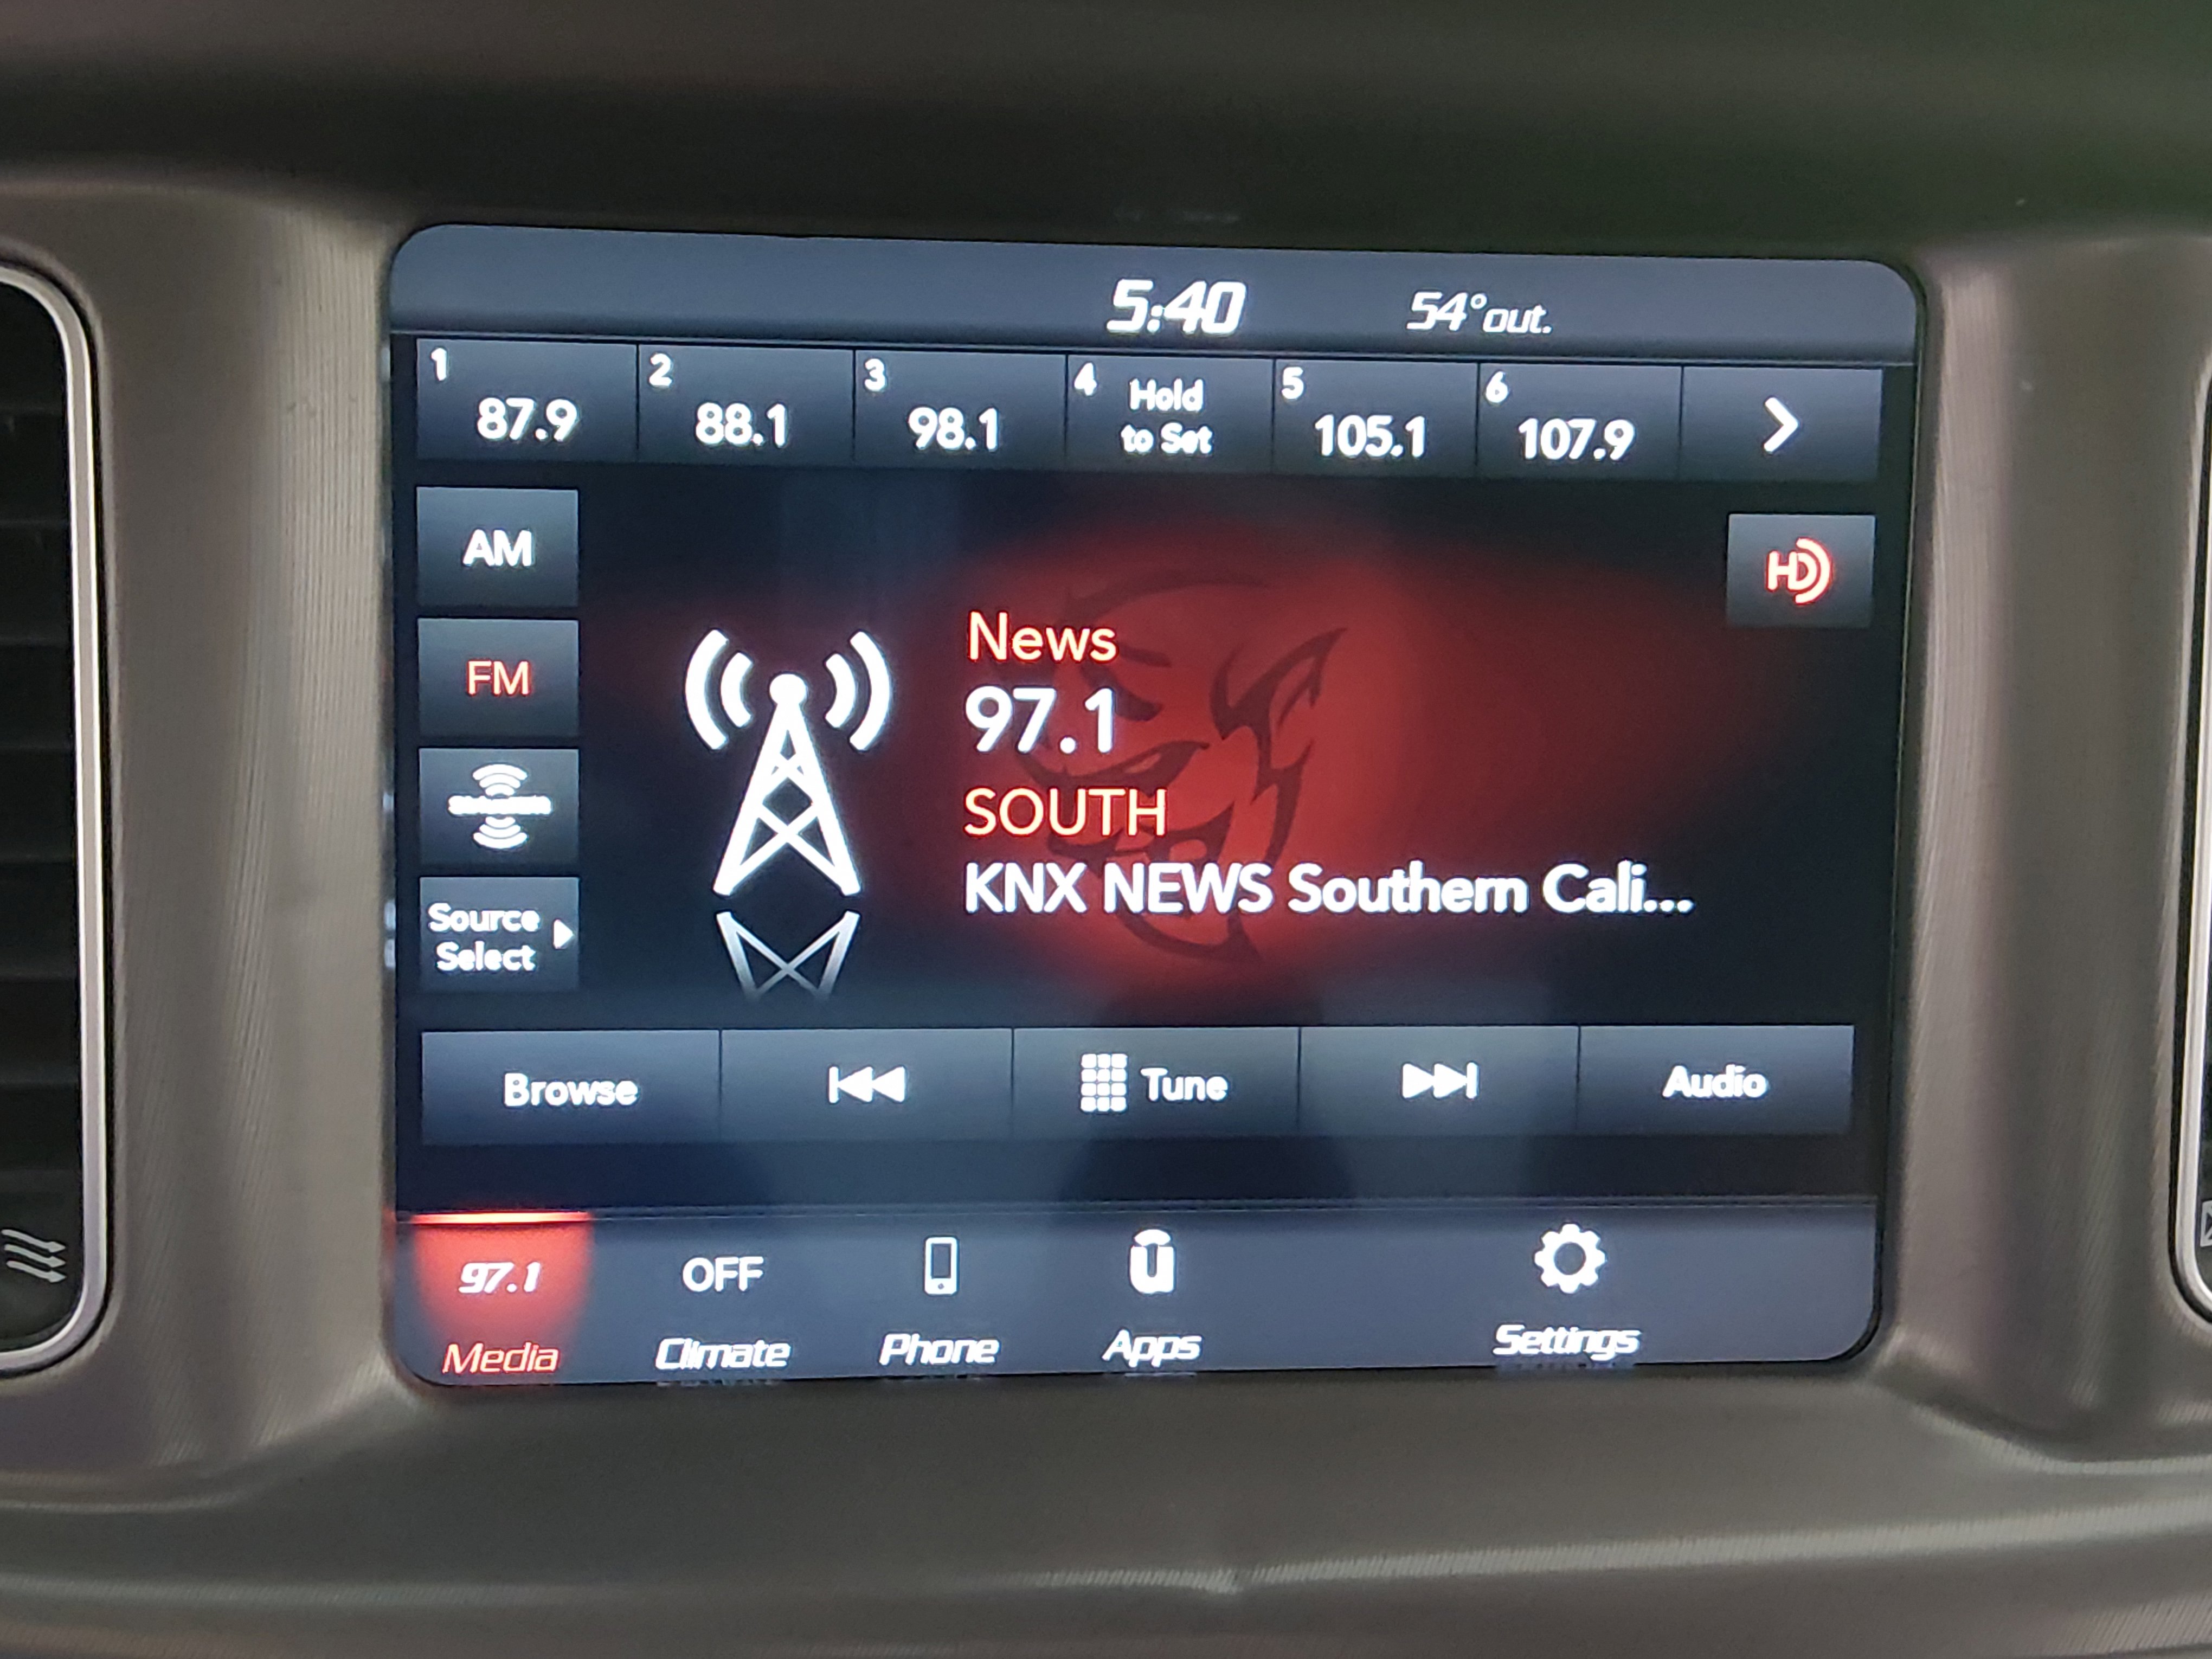 5:40 54°out.
1 2 3 4 Hold 5 6
87.9 88.1 98.1 to Set 105.1 107.9
AM
HD
News
FM
97.1
SOUTH
KNX NEWS Southern Cali...
Source
Select
Browse Tune Audio
97.1 OFF u
Media Climate Phone Apps Settings